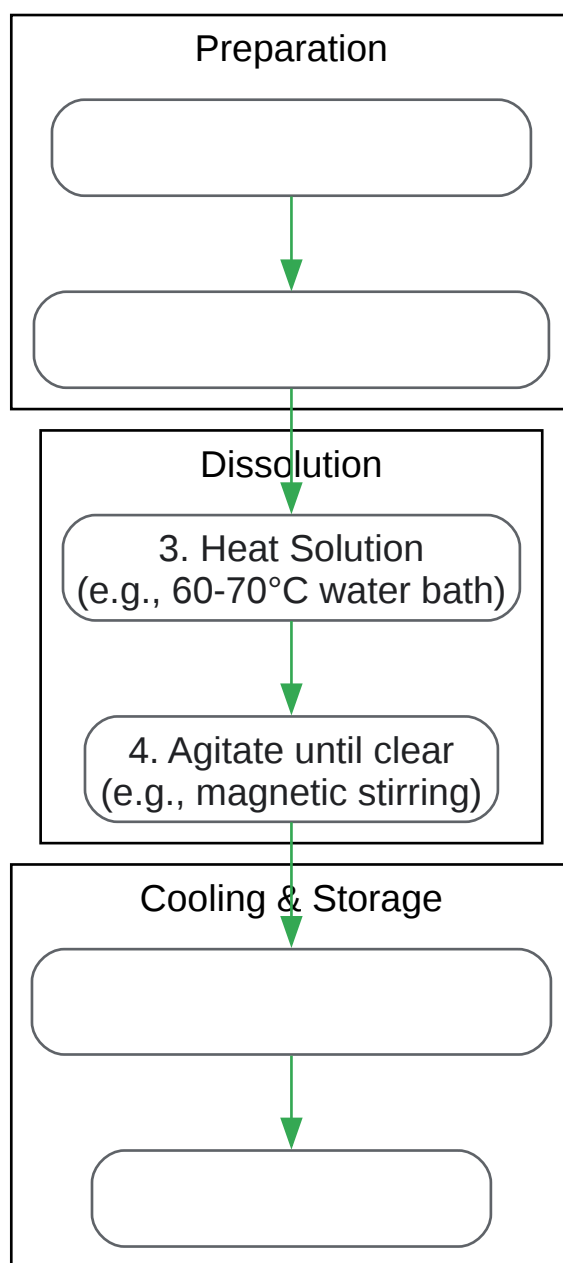 Preparation
Dissolution
3. Heat Solution
(e.g., 60-70°C water bath)
4. Agitate until clear
(e.g., magnetic stirring)
Cooling & Storage